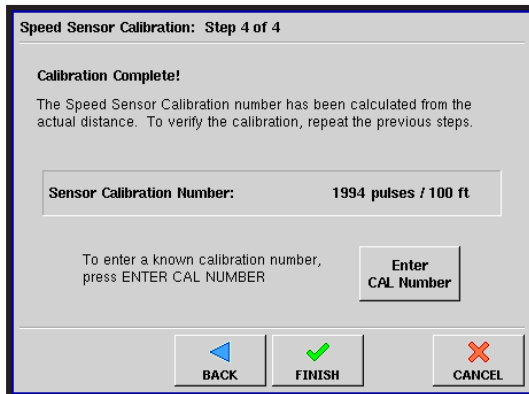 Speed Sensor Calibration: Step 4 of 4
Calibration Complete!
The Speed Sensor Calibration number has been calculated from the
actual distance. To verify the calibration, repeat the previous steps.
Sensor Calibration Number: 1994 pulses / 100 ft
To enter a known calibration number,
press ENTER CAL NUMBER
Enter
CAL Number
BACK FINISH CANCEL